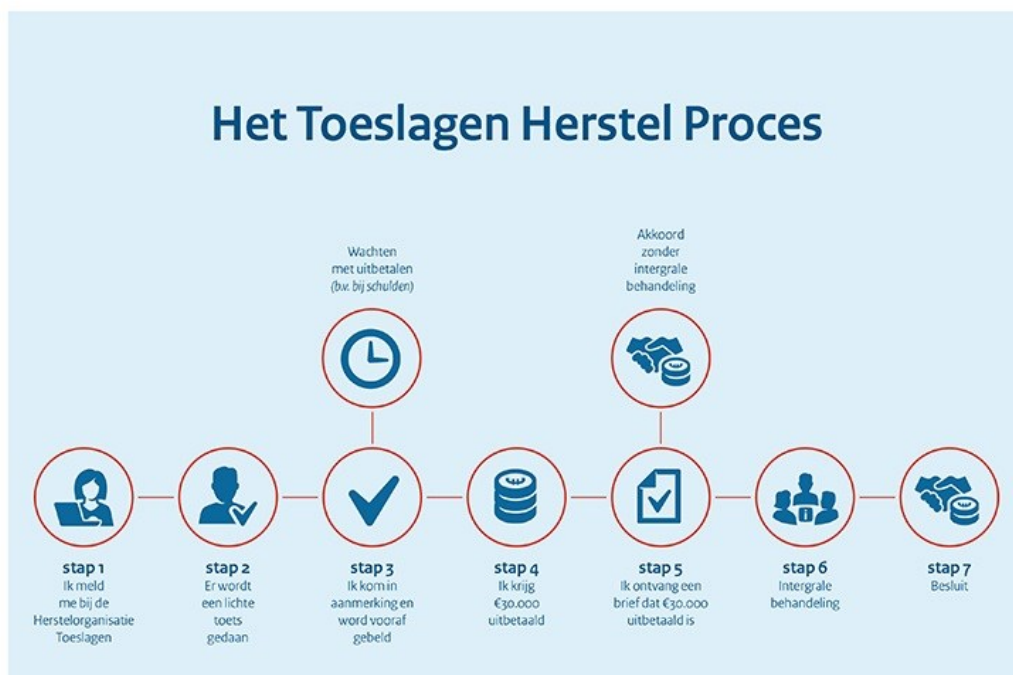 Het Toeslagen Herstel Proces
Wachten
met uitbetalen
(b.v. bij schulden)
Akkoord
zonder
intergrale
behandeling
stap 1
Ik meld
me bij de
Herstelorganisatie
Toeslagen
stap 2
Er wordt
een lichte
toets
gedaan
stap 3
Ik kom in
aanmerking en
word vooraf
gebeld
stap 4
Ik krijg
€30.000
uitbetaald
stap 5
Ik ontvang een
brief dat €30.000
uitbetaald is
stap 6
Intergrale
behandeling
stap 7
Besluit